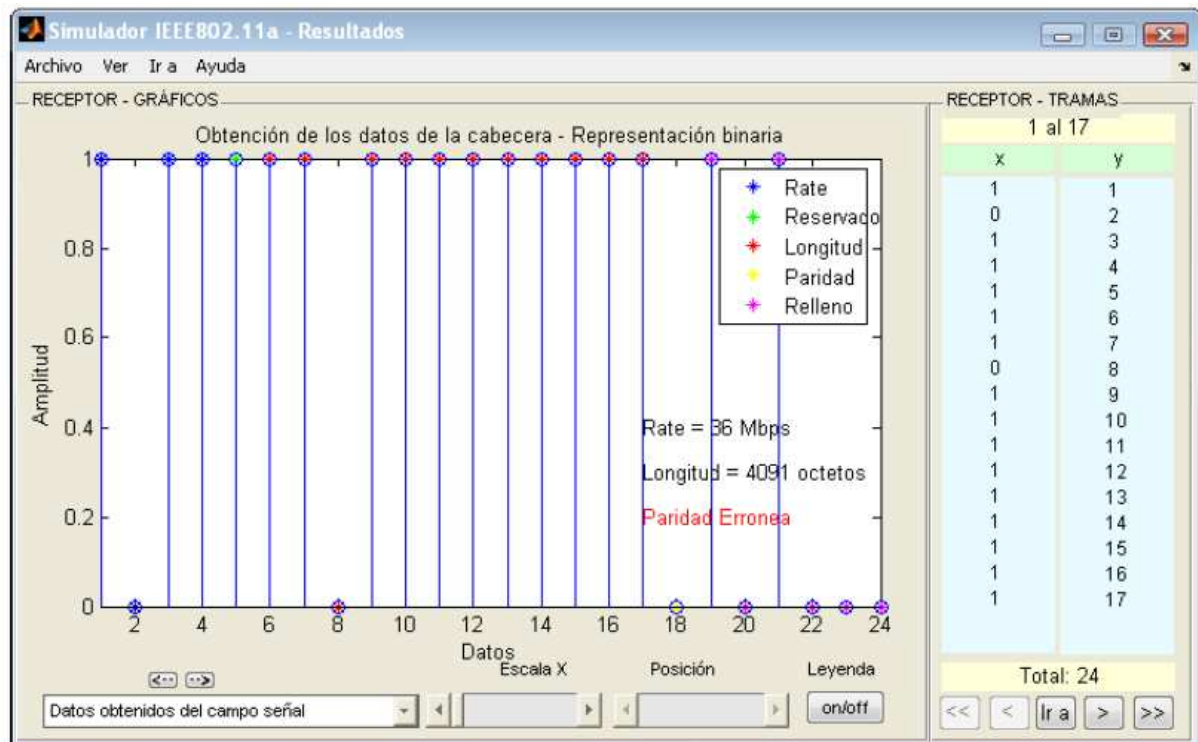 Simulador IEEE802.11a - Resultados
Archivo Ver Ir a Ayuda
RECEPTOR - GRÁFICOS
Obtención de los datos de la cabecera - Representación binaria
1
0.8
0.6
0.4
0.2
0
Amplitud
2 4 6 8 10 12 14 16 18 20 22 24
Datos
Rate
Reservado
Longitud
Paridad
Relleno
Rate = 36 Mbps
Longitud = 4091 octetos
Paridad Erronea
<-- -->
Datos obtenidos del campo señal
Escala X
Posición
Leyenda
on/off
RECEPTOR - TRAMAS
1 al 17
x y
1 1
0 2
1 3
1 4
1 5
1 6
1 7
0 8
1 9
1 10
1 11
1 12
1 13
1 14
1 15
1 16
1 17
Total: 24
<< < Ir a > >>